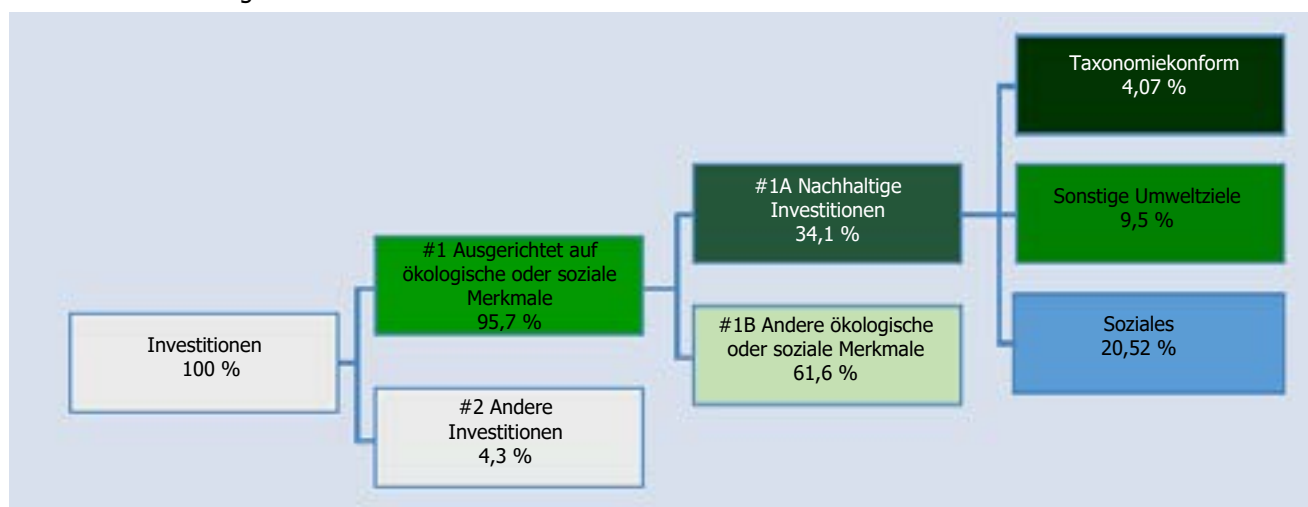 Investitionen
100 %
#1 Ausgerichtet auf
ökologische oder soziale
Merkmale
95,7 %
#2 Andere
Investitionen
4,3 %
#1A Nachhaltige
Investitionen
34,1 %
#1B Andere ökologische
oder soziale Merkmale
61,6 %
Taxonomiekonform
4,07 %
Sonstige Umweltziele
9,5 %
Soziales
20,52 %